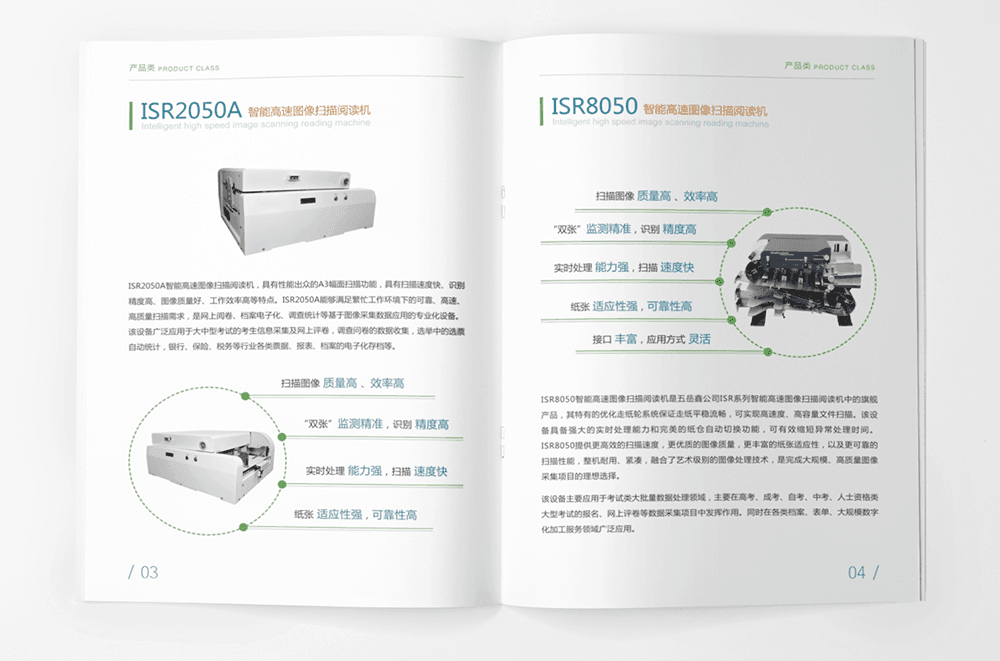 产品类 PRODUCT CLASS
ISR2050A 智能高速图像扫描阅读机
Intelligent high speed image scanning reading machine
ISR2050A智能高速图像扫描阅读机，具有性能出众的A3幅面扫描功能，具有扫描速度快、识别
精度高、图像质量好、工作效率高等特点。ISR2050A能够满足繁忙工作环境下的可靠、高速、
高质量扫描需求，是网上阅卷、档案电子化、调查统计等基于图像采集数据应用的专业化设备。
该设备广泛应用于大中型考试的考生信息采集及网上评卷，调查问卷的数据收集，选举中的选票
自动统计，银行、保险、税务等行业各类票据、报表、档案的电子化存档等。
扫描图像 质量高 、效率高
“双张” 监测精准，识别 精度高
实时处理 能力强，扫描 速度快
纸张 适应性强，可靠性高
/ 03
产品类 PRODUCT CLASS
ISR8050 智能高速图像扫描阅读机
Intelligent high speed image scanning reading machine
扫描图像 质量高 、效率高
“双张” 监测精准，识别 精度高
实时处理 能力强，扫描 速度快
纸张 适应性强，可靠性高
接口 丰富，应用方式 灵活
ISR8050智能高速图像扫描阅读机是五岳鑫公司ISR系列智能高速图像扫描阅读机中的旗舰
产品，其特有的优化走纸轮系统保证走纸平稳流畅，可实现高速度、高容量文件扫描。该设
备具备强大的实时处理能力和完美的纸仓自动切换功能，可有效缩短异常处理时间。
ISR8050提供更高效的扫描速度，更优质的图像质量，更丰富的纸张适应性，以及更可靠的
扫描性能，整机耐用、紧凑，融合了艺术级别的图像处理技术，是完成大规模、高质量图像
采集项目的理想选择。
该设备主要应用于考试类大批量数据处理领域，主要在高考、成考、自考、中考、人士资格类
大型考试的报名、网上评卷等数据采集项目中发挥作用。同时在各类档案、表单、大规模数字
化加工服务领域广泛应用。
04 /